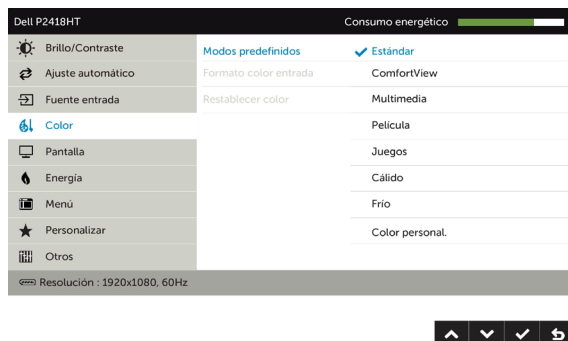 Dell P2418HT
Consumo energético
Brillo/Contraste
Modos predefinidos
Estándar
Ajuste automático
Formato color entrada
ComfortView
Fuente entrada
Restablecer color
Multimedia
Color
Película
Pantalla
Juegos
Energía
Cálido
Menú
Frío
Personalizar
Color personal.
Otros
Resolución : 1920x1080, 60Hz